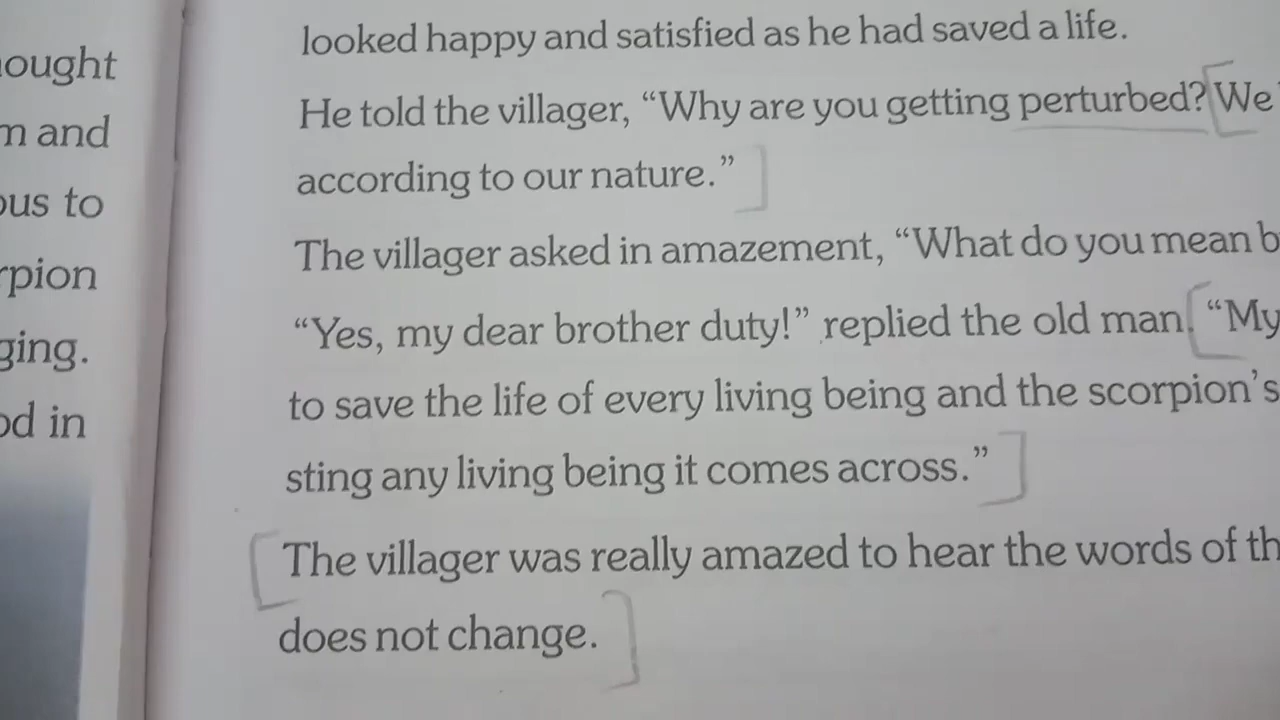 ought
m and
ous to
rpion
ging.
od in
looked happy and satisfied as he had saved a life.
He told the villager, “Why are you getting perturbed? We
according to our nature.”
The villager asked in amazement, “What do you mean b
“Yes, my dear brother duty!” replied the old man. “My
to save the life of every living being and the scorpion’s
sting any living being it comes across.”
The villager was really amazed to hear the words of th
does not change.